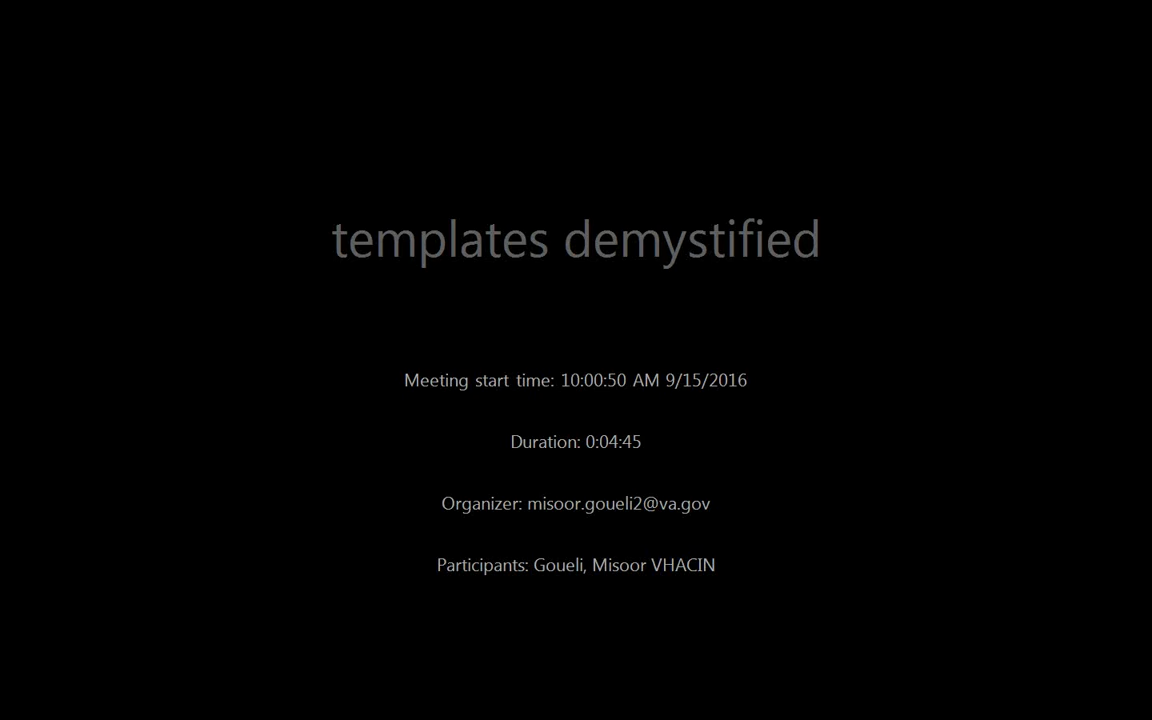 templates demystified
Meeting start time: 10:00:50 AM 9/15/2016
Duration: 0:04:45
Organizer: misoor.goueli2@va.gov
Participants: Goueli, Misoor VHACIN